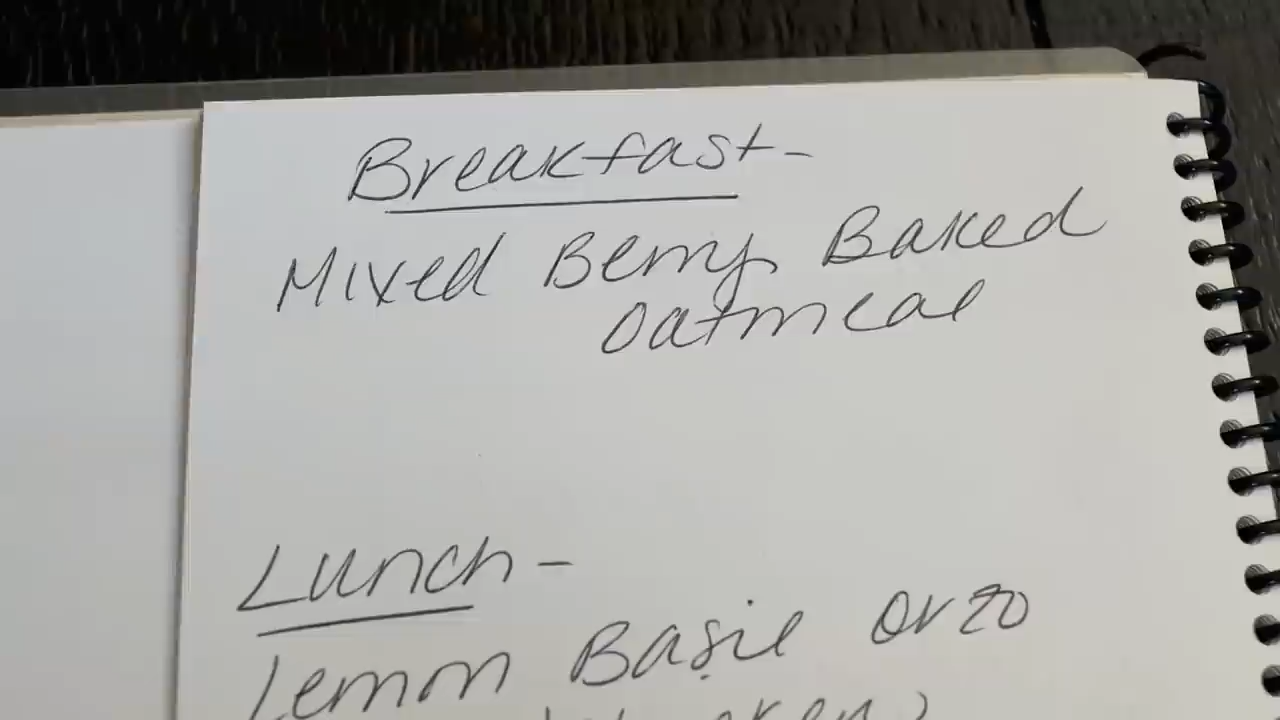 Breakfast-
Mixed Berry Baked
Oatmeal
Lunch-
Lemon Basil Orzo